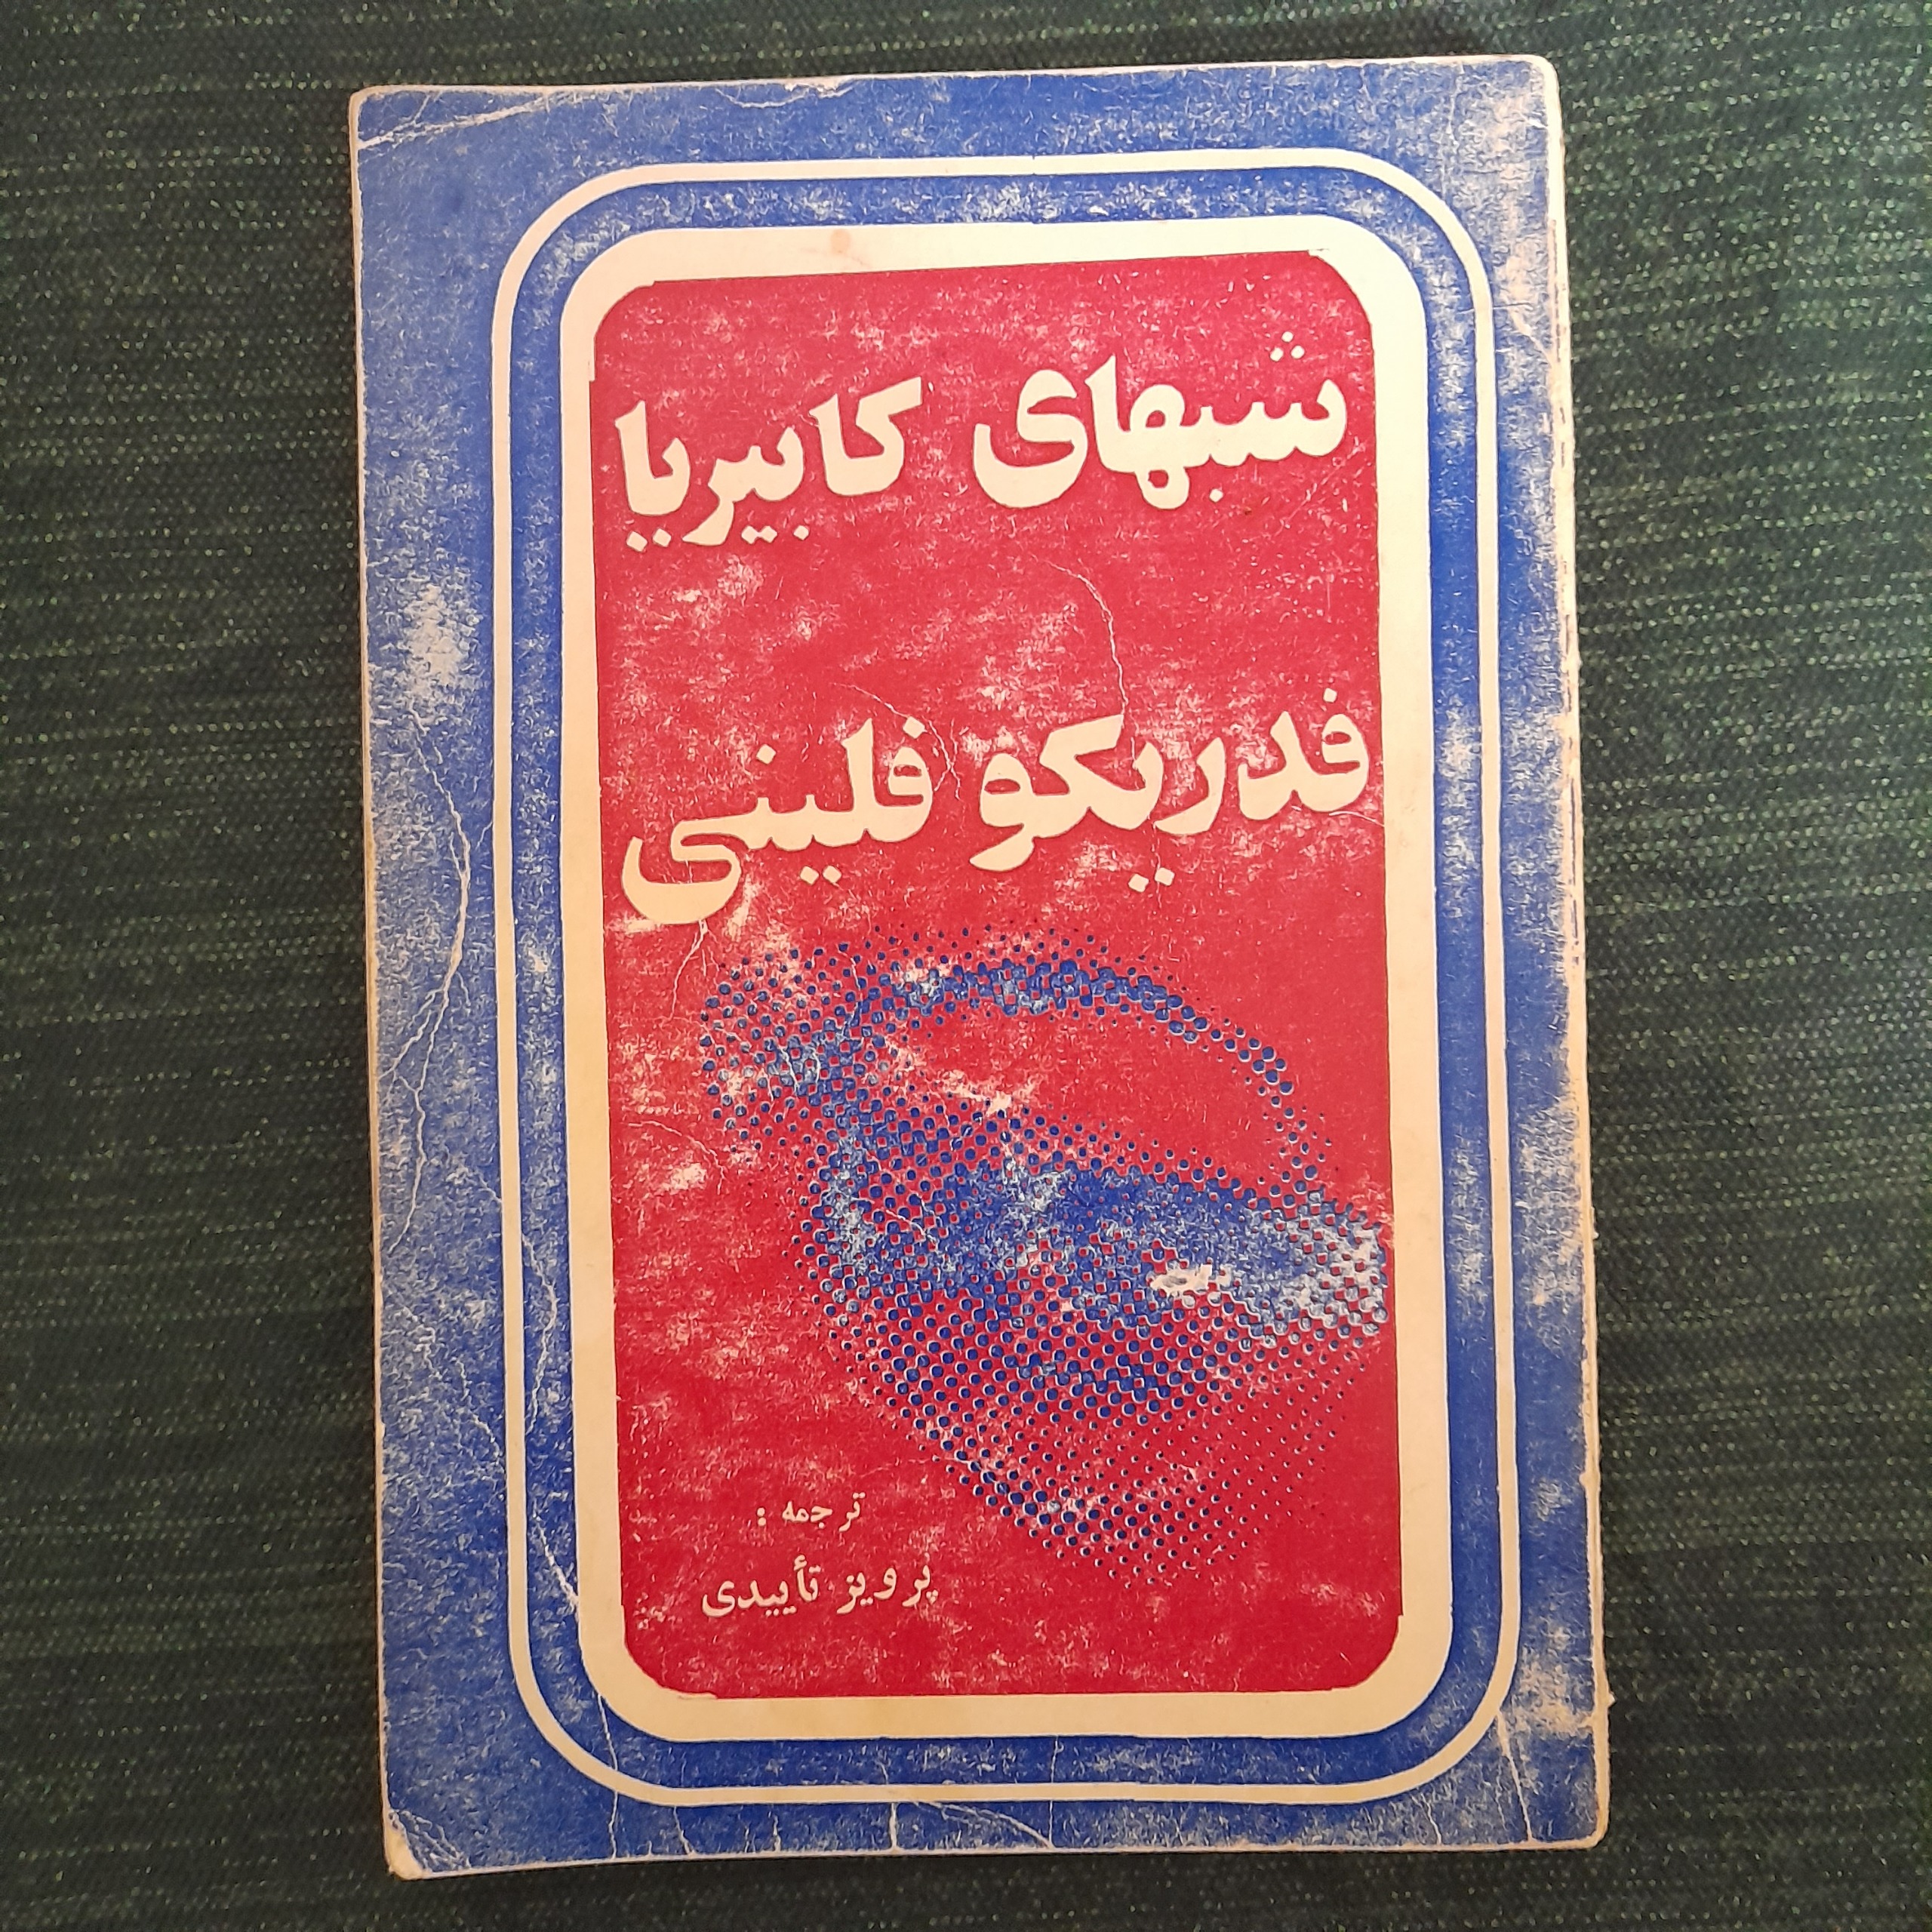 شبهای کابیریا
فدریکو فلینی
ترجمه :
پرویز تأییدی